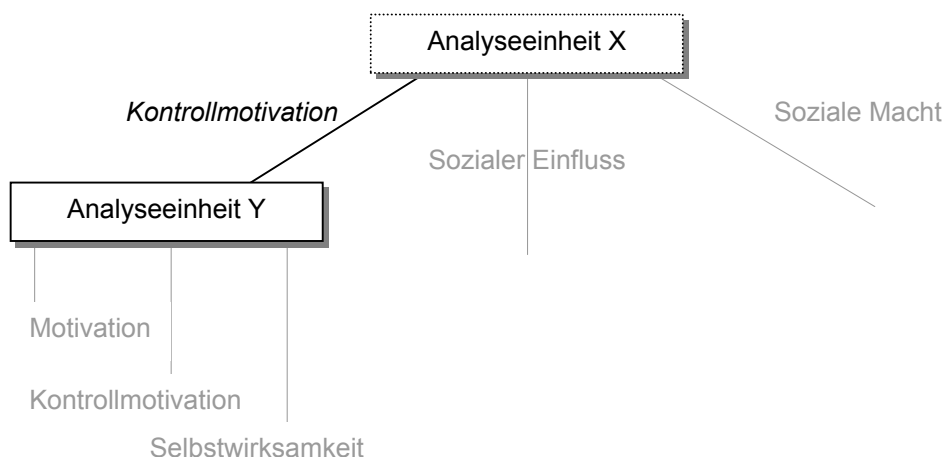 Analyseeinheit X
Kontrollmotivation
Soziale Macht
Sozialer Einfluss
Analyseeinheit Y
Motivation
Kontrollmotivation
Selbstwirksamkeit